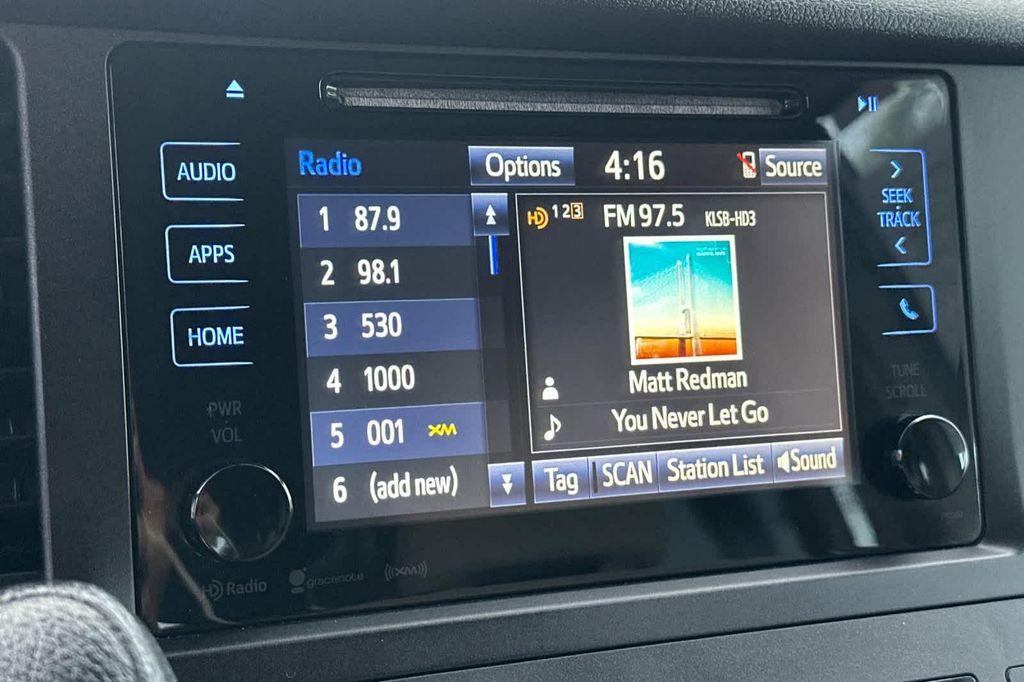 AUDIO
APPS
HOME
PWR
VOL
Radio
Options
4:16
Source
1 87.9
2 98.1
3 530
4 1000
5 001 XM
6 (add new)
HD 1 2 3 FM 97.5 KLSB-HD3
Matt Redman
You Never Let Go
Tag
SCAN
Station List
Sound
SEEK
TRACK
TUNE
SCROLL
HD Radio
gracenote
((XM))